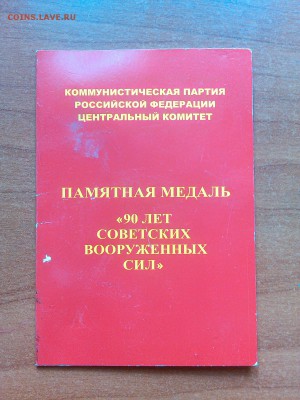 COINS.LAVE.RU
КОММУНИСТИЧЕСКАЯ ПАРТИЯ
РОССИЙСКОЙ ФЕДЕРАЦИИ
ЦЕНТРАЛЬНЫЙ КОМИТЕТ
ПАМЯТНАЯ МЕДАЛЬ
«90 ЛЕТ
СОВЕТСКИХ
ВООРУЖЕННЫХ
СИЛ»